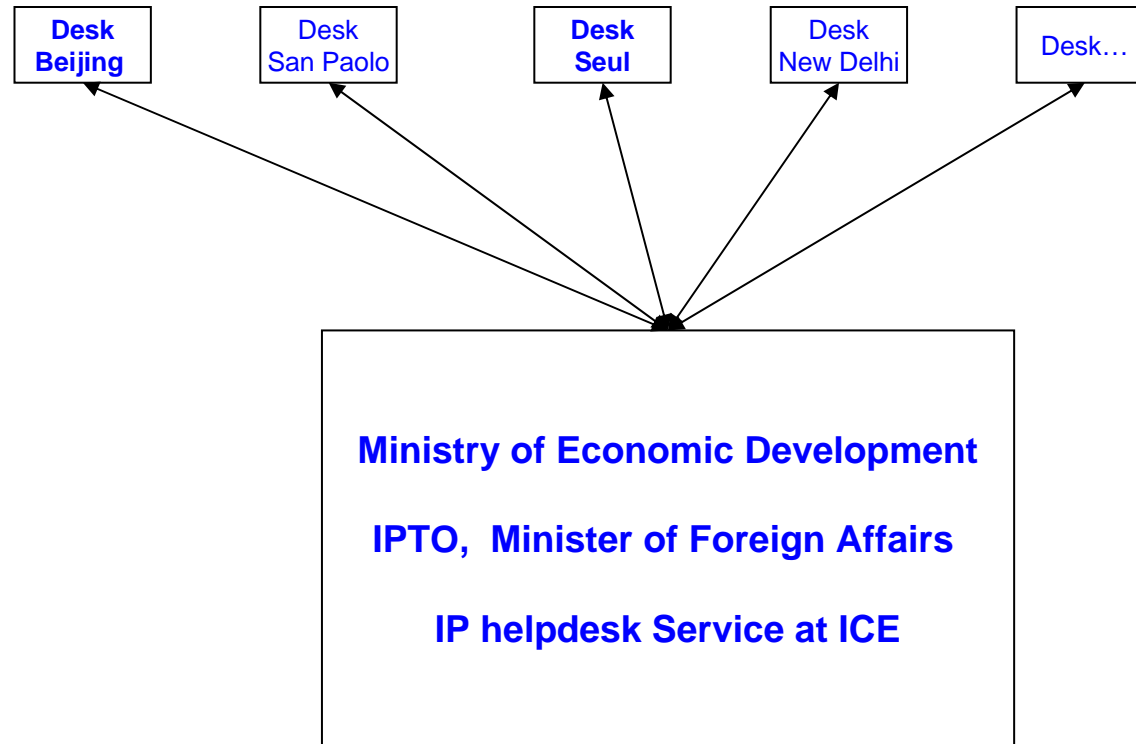 Desk
Beijing
Desk
San Paolo
Desk
Seul
Desk
New Delhi
Desk…
Ministry of Economic Development
IPTO, Minister of Foreign Affairs
IP helpdesk Service at ICE